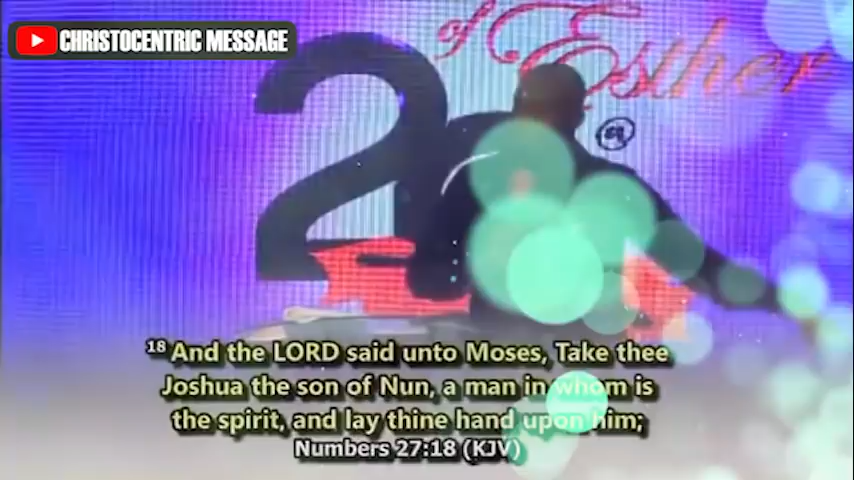 CHRISTOCENTRIC MESSAGE
of Esther
2
18 And the LORD said unto Moses, Take thee
Joshua the son of Nun, a man in whom is
the spirit, and lay thine hand upon him;
Numbers 27:18 (KJV)